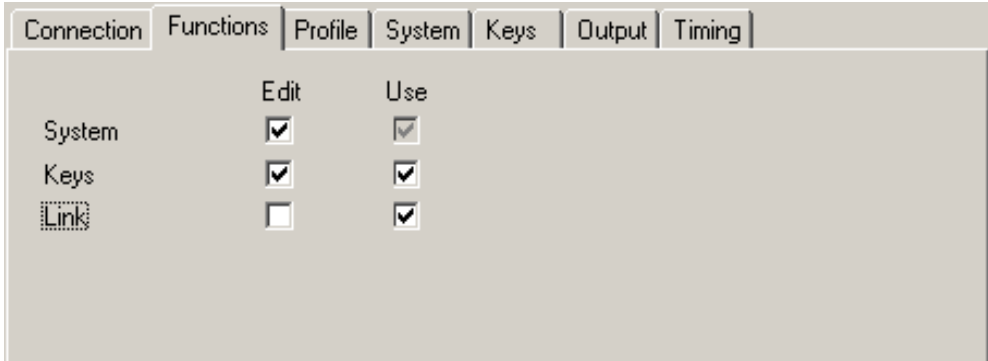 Connection Functions Profile System Keys Output Timing
Edit Use
System
Keys
Link